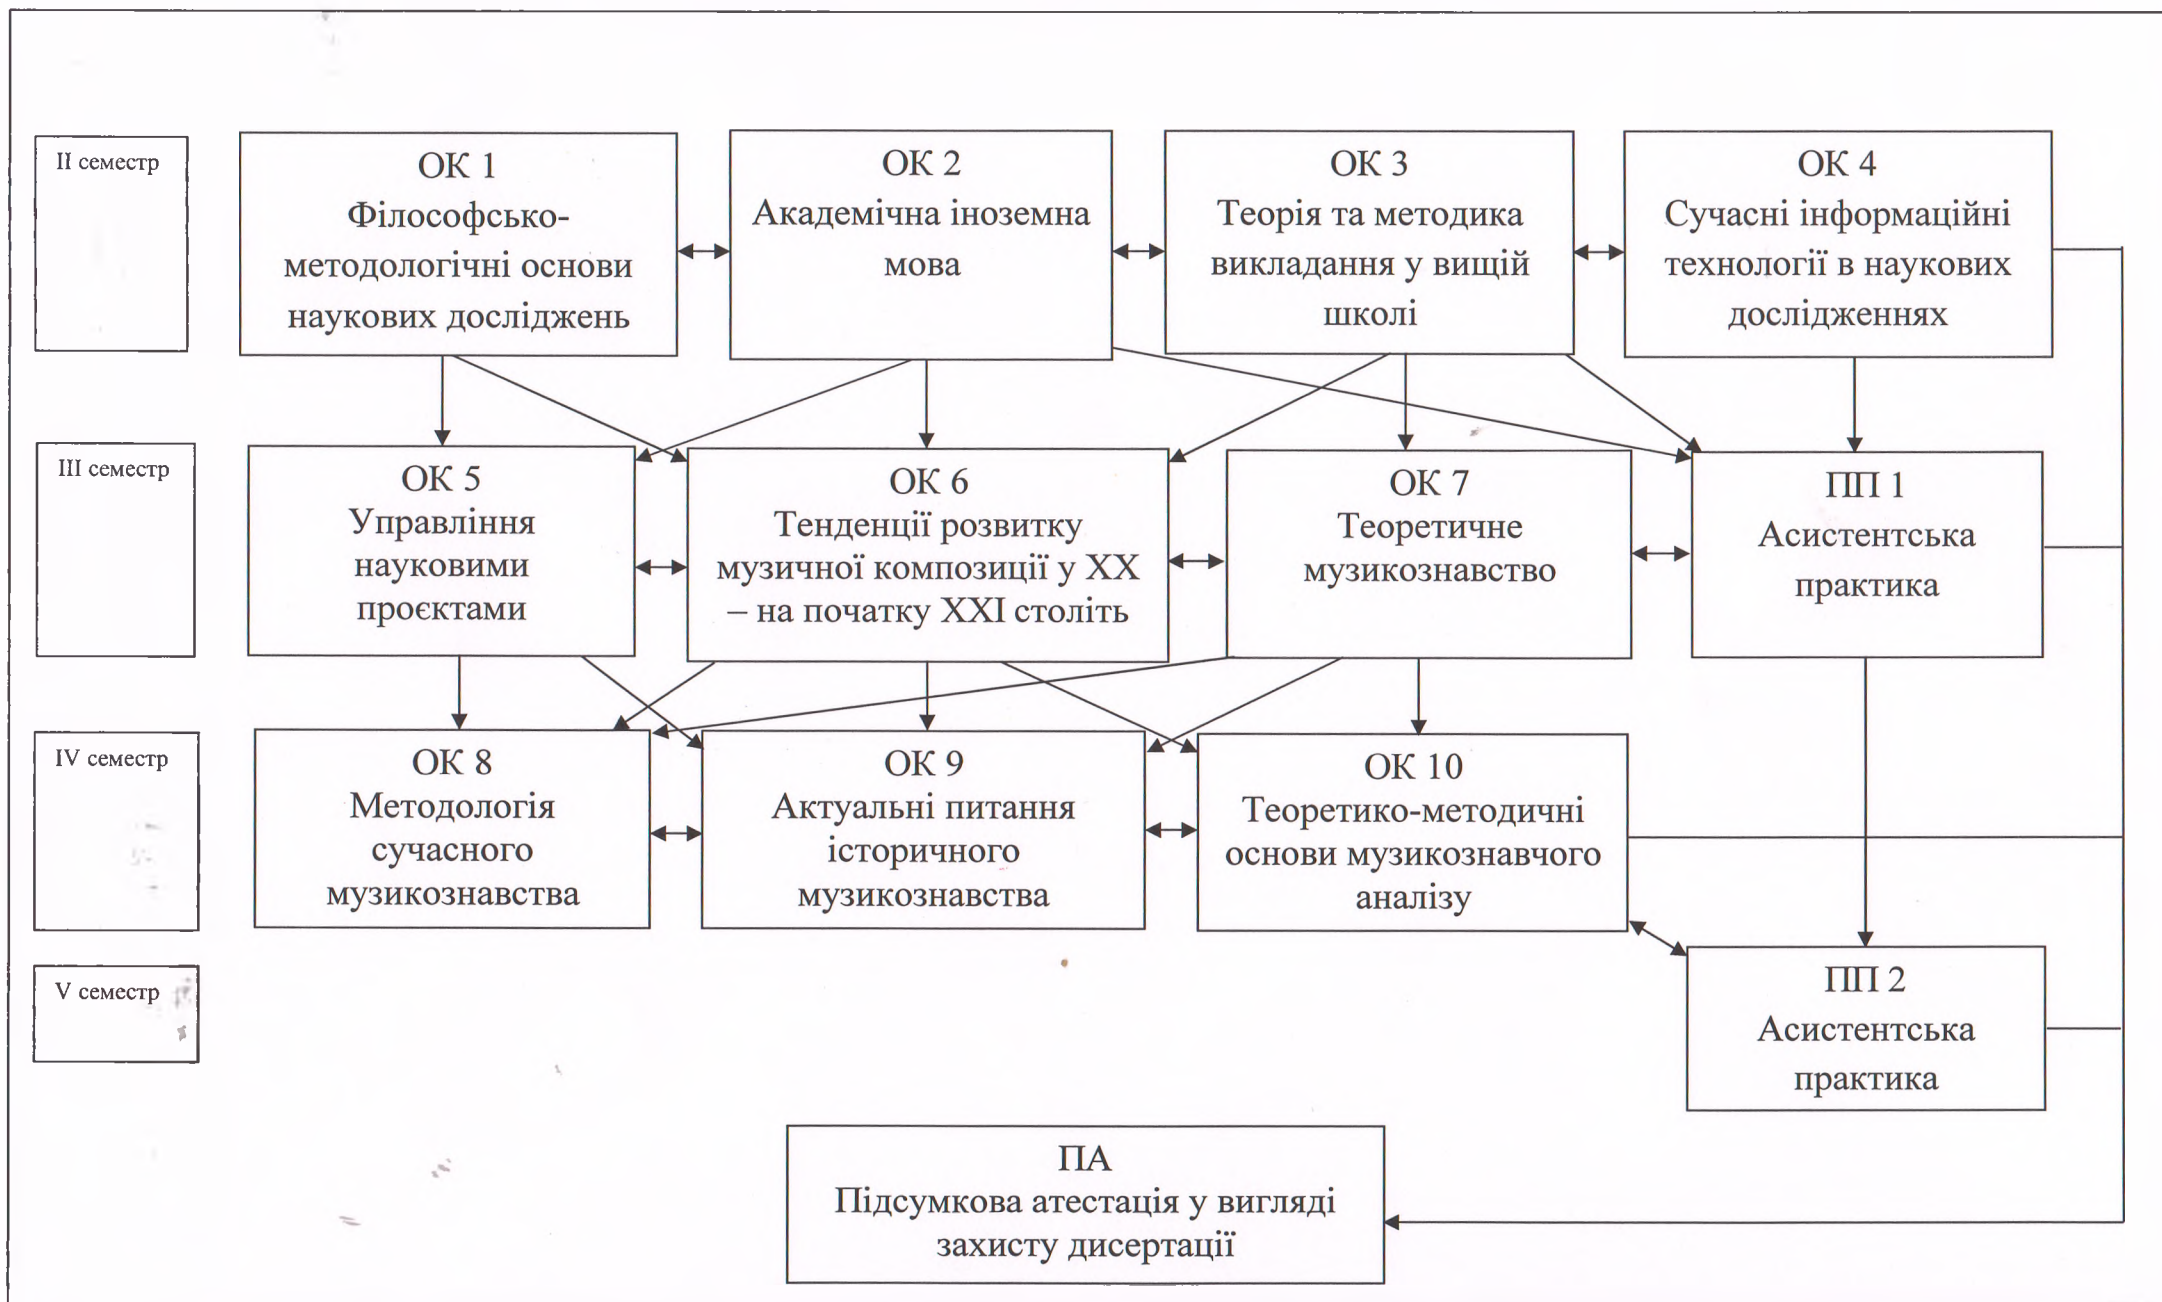 II семестр
ОК 1
Філософсько-
методологічні основи
наукових досліджень
ОК 2
Академічна іноземна
мова
ОК 3
Теорія та методика
викладання у вищій
школі
ОК 4
Сучасні інформаційні
технології в наукових
дослідженнях
III семестр
ОК 5
Управління
науковими
проєктами
ОК 6
Тенденції розвитку
музичної композиції у ХХ
– на початку ХХІ століть
ОК 7
Теоретичне
музикознавство
ПП 1
Асистентська
практика
IV семестр
ОК 8
Методологія
сучасного
музикознавства
ОК 9
Актуальні питання
історичного
музикознавства
ОК 10
Теоретико-методичні
основи музикознавчого
аналізу
V семестр
ПП 2
Асистентська
практика
ПА
Підсумкова атестація у вигляді
захисту дисертації